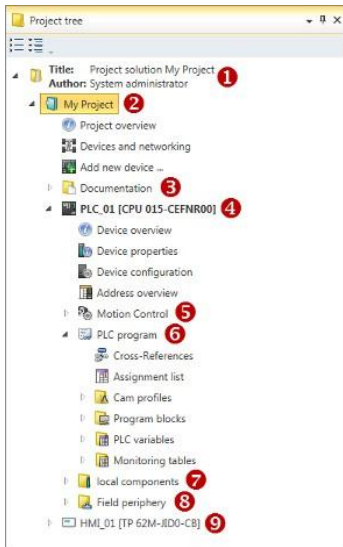 Project tree
Title: Project solution My Project 1
Author: System administrator
My Project 2
Project overview
Devices and networking
Add new device ...
Documentation 3
PLC_01 [CPU 015-CEFNR00] 4
Device overview
Device properties
Device configuration
Address overview
Motion Control 5
PLC program 6
Cross-References
Assignment list
Cam profiles
Program blocks
PLC variables
Monitoring tables
local components 7
Field periphery 8
HMI_01 [TP 62M-JID0-CB] 9